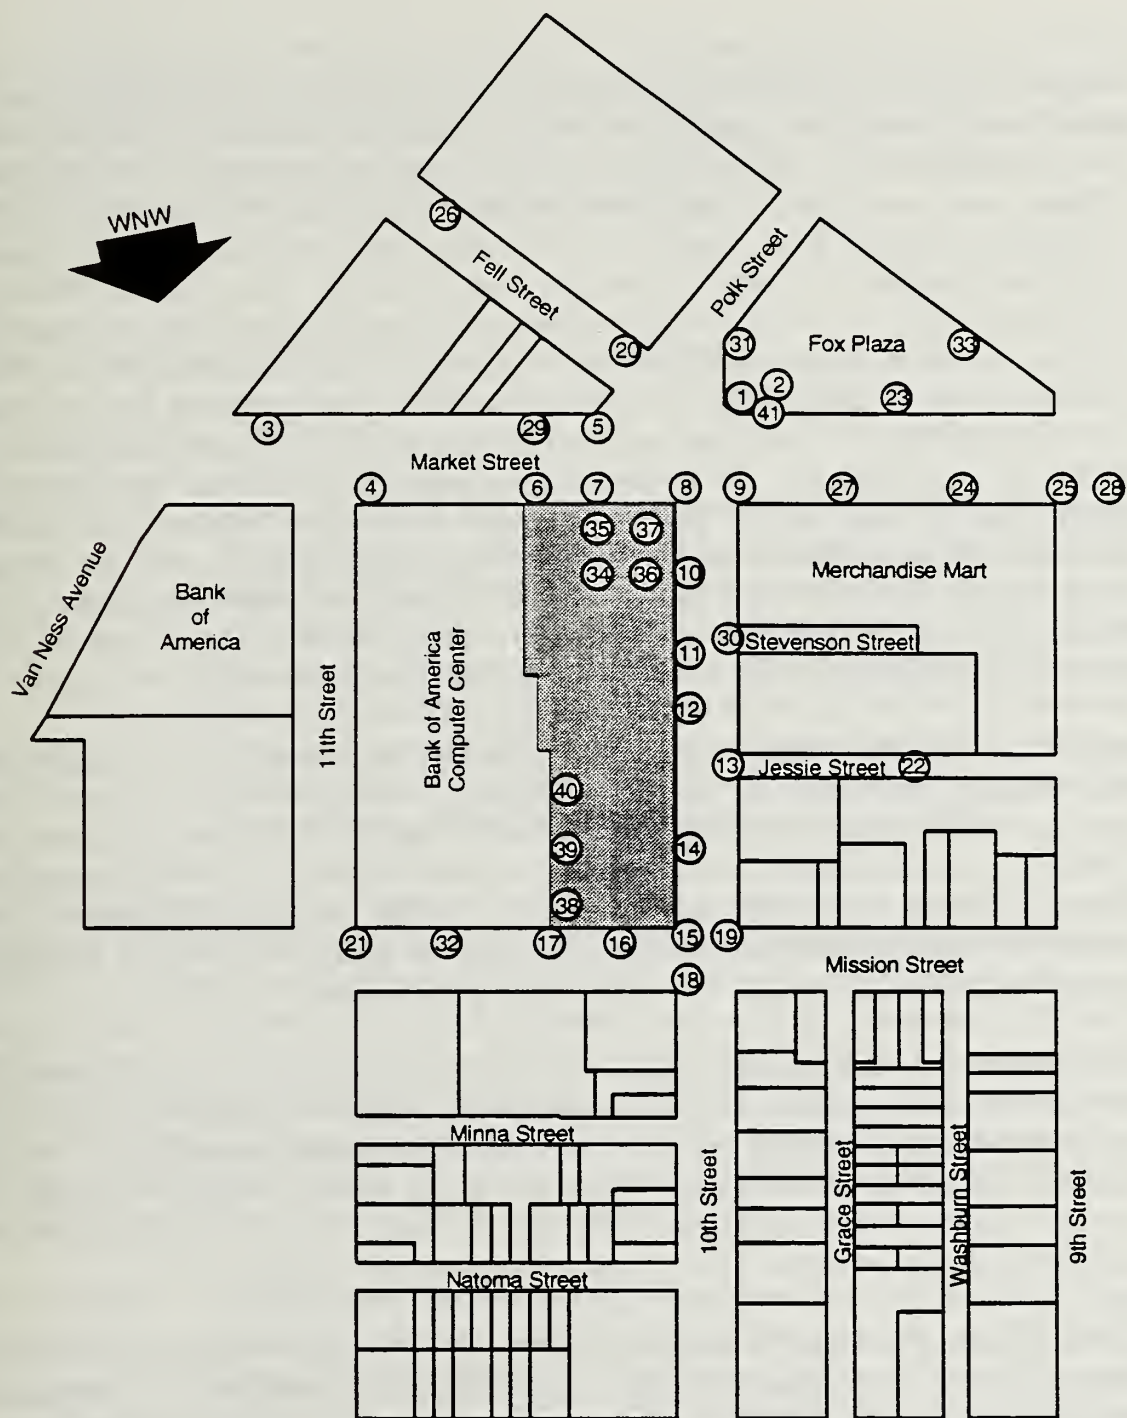 WNW
26
Fell Street
Polk Street
20
31
Fox Plaza
33
1
2
41
23
3
29
5
Market Street
4
6
7
8
9
27
24
25
28
35
37
34
36
10
Merchandise Mart
Van Ness Avenue
Bank
of
America
11th Street
Bank of America
Computer Center
30
Stevenson Street
11
12
13
Jessie Street
22
40
39
14
38
21
32
17
16
15
19
Mission Street
18
Minna Street
10th Street
Grace Street
Washburn Street
9th Street
Natoma Street